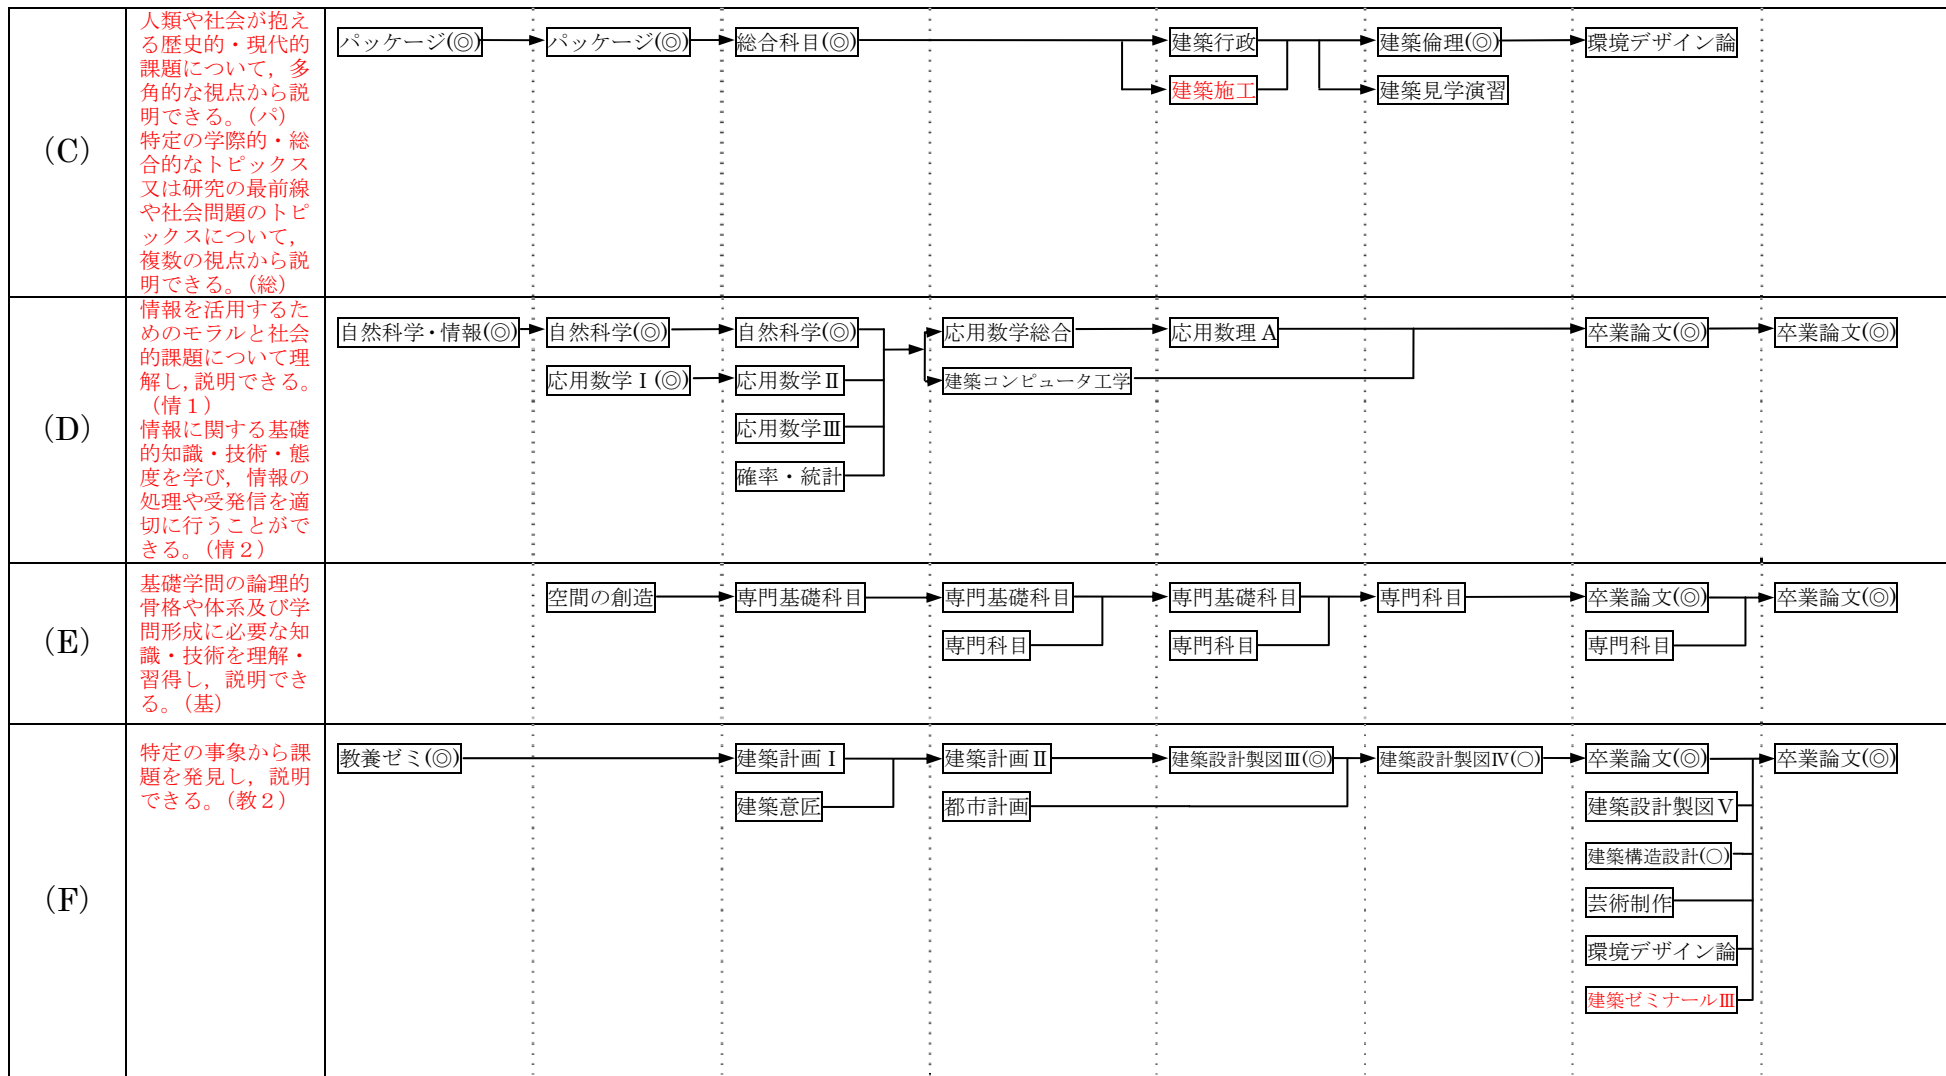 (C)
人類や社会が抱え
る歴史的・現代的
課題について，多
角的な視点から説
明できる。（パ）
特定の学際的・総
合的なトピックス
又は研究の最前線
や社会問題のトピ
ックスについて，
複数の視点から説
明できる。（総）
パッケージ(◎) パッケージ(◎) 総合科目(◎) 建築行政 建築倫理(◎) 環境デザイン論
建築施工 建築見学演習
(D)
情報を活用するた
めのモラルと社会
的課題について理
解し，説明できる。
（情１）
情報に関する基礎
的知識・技術・態
度を学び，情報の
処理や受発信を適
切に行うことがで
きる。（情２）
自然科学・情報(◎) 自然科学(◎) 自然科学(◎) 応用数学総合 応用数理 A 卒業論文(◎) 卒業論文(◎)
応用数学Ⅰ(◎) 応用数学Ⅱ 建築コンピュータ工学
応用数学Ⅲ
確率・統計
(E)
基礎学問の論理的
骨格や体系及び学
問形成に必要な知
識・技術を理解・
習得し，説明でき
る。（基）
空間の創造 専門基礎科目 専門基礎科目 専門基礎科目 専門科目 卒業論文(◎) 卒業論文(◎)
専門科目 専門科目 専門科目
(F)
特定の事象から課
題を発見し，説明
できる。（教２）
教養ゼミ(◎) 建築計画Ⅰ 建築計画Ⅱ 建築設計製図Ⅲ(◎) 建築設計製図Ⅳ(○) 卒業論文(◎) 卒業論文(◎)
建築意匠 都市計画 建築設計製図Ⅴ
建築構造設計(○)
芸術制作
環境デザイン論
建築ゼミナールⅢ